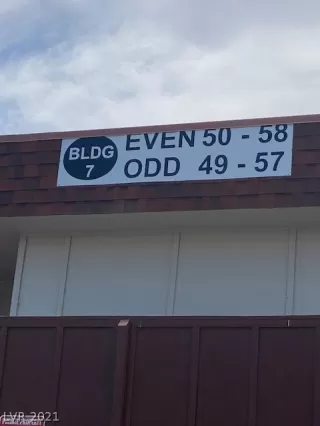 BLDG
7
EVEN 50 - 58
ODD 49 - 57
LVR 2021